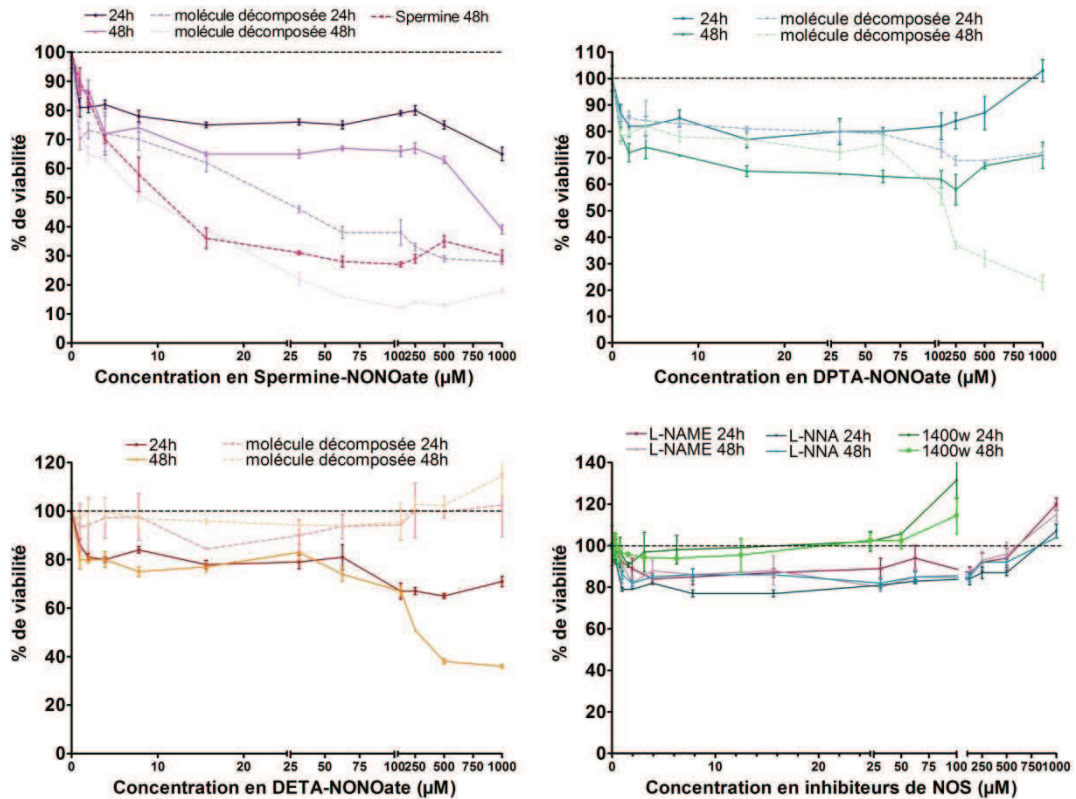 24h
48h
molécule décomposée 24h
molécule décomposée 48h
Spermine 48h
% de viabilité
100
90
80
70
60
50
40
30
20
10
0
0 10 20 25 50 75 100 250 500 750 1000
Concentration en Spermine-NONOate (µM)
24h
48h
molécule décomposée 24h
molécule décomposée 48h
% de viabilité
110
100
90
80
70
60
50
40
30
20
10
0
0 10 20 25 50 75 100 250 500 750 1000
Concentration en DPTA-NONOate (µM)
24h
48h
molécule décomposée 24h
molécule décomposée 48h
% de viabilité
120
100
80
60
40
20
0
0 10 20 25 50 75 100 250 500 750 1000
Concentration en DETA-NONOate (µM)
L-NAME 24h
L-NAME 48h
L-NNA 24h
L-NNA 48h
1400w 24h
1400w 48h
% de viabilité
140
120
100
80
60
40
20
0
0 10 20 25 50 75 100 250 500 750 1000
Concentration en inhibiteurs de NOS (µM)